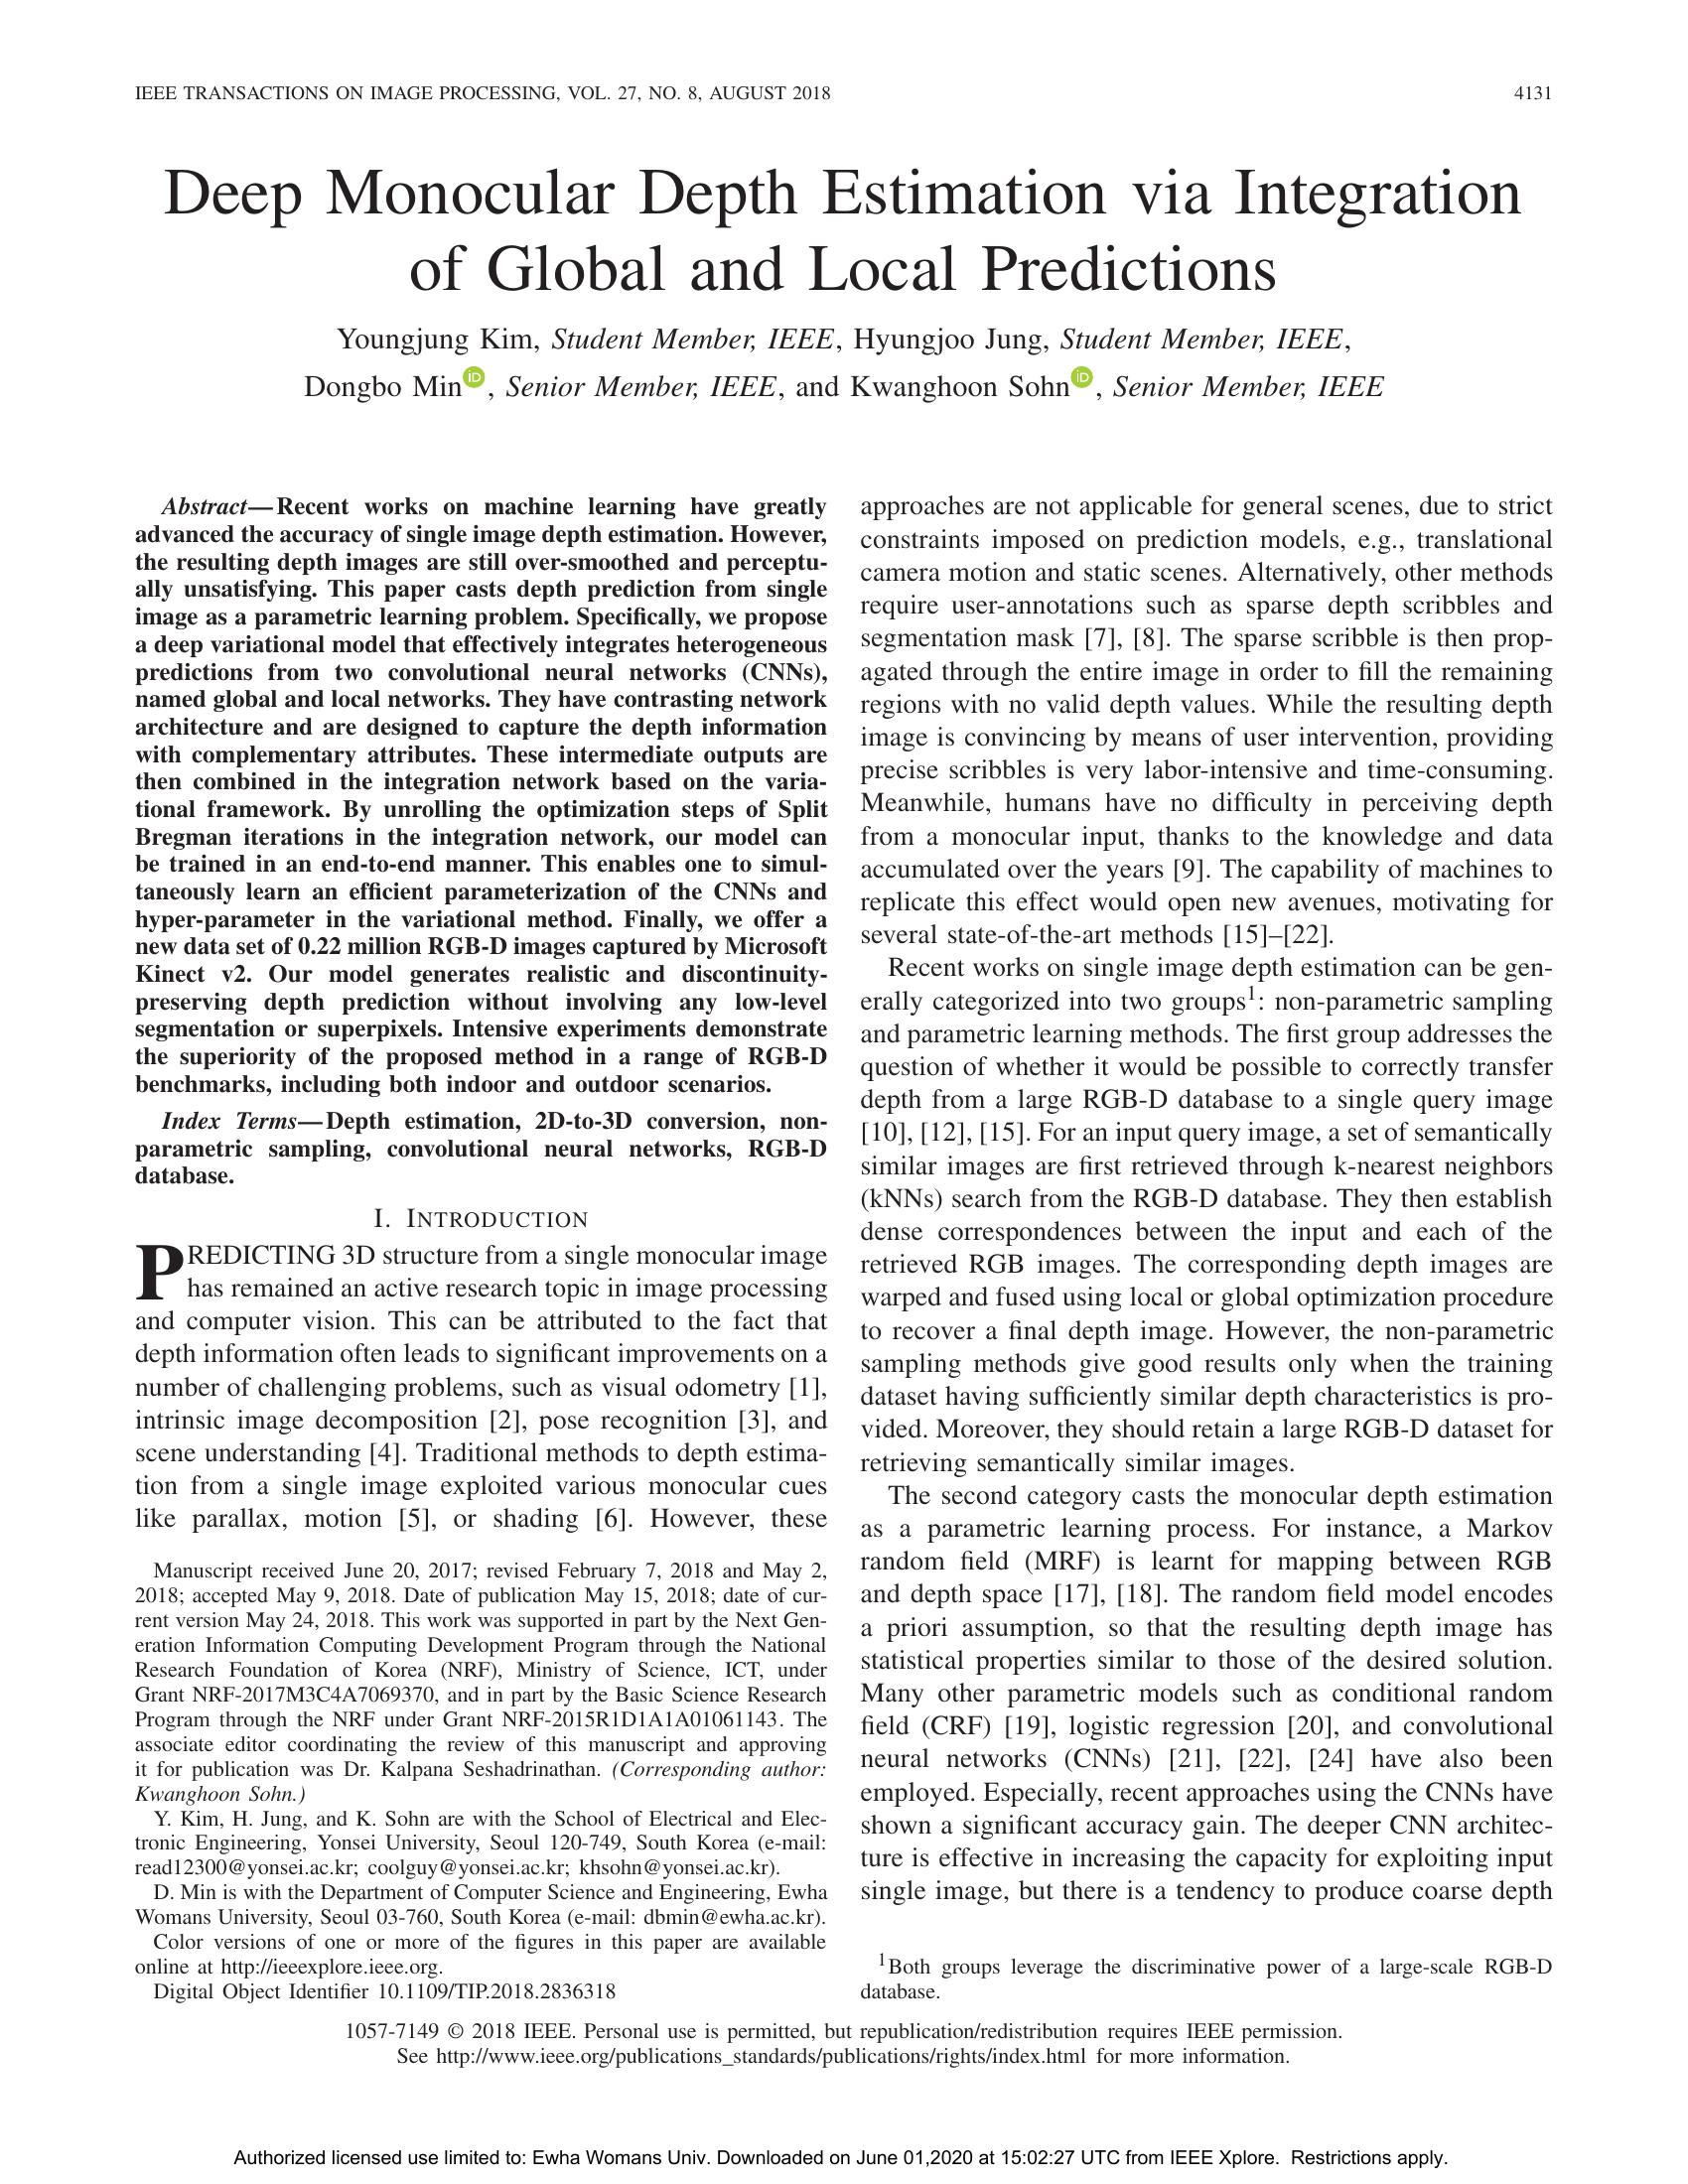 IEEE TRANSACTIONS ON IMAGE PROCESSING, VOL. 27, NO. 8, AUGUST 2018
4131
Deep Monocular Depth Estimation via Integration
of Global and Local Predictions
Youngjung Kim, Student Member, IEEE, Hyungjoo Jung, Student Member, IEEE,
Dongbo Min, Senior Member, IEEE, and Kwanghoon Sohn, Senior Member, IEEE
Abstract—Recent works on machine learning have greatly
advanced the accuracy of single image depth estimation. However,
the resulting depth images are still over-smoothed and perceptu-
ally unsatisfying. This paper casts depth prediction from single
image as a parametric learning problem. Specifically, we propose
a deep variational model that effectively integrates heterogeneous
predictions from two convolutional neural networks (CNNs),
named global and local networks. They have contrasting network
architecture and are designed to capture the depth information
with complementary attributes. These intermediate outputs are
then combined in the integration network based on the varia-
tional framework. By unrolling the optimization steps of Split
Bregman iterations in the integration network, our model can
be trained in an end-to-end manner. This enables one to simul-
taneously learn an efficient parameterization of the CNNs and
hyper-parameter in the variational method. Finally, we offer a
new data set of 0.22 million RGB-D images captured by Microsoft
Kinect v2. Our model generates realistic and discontinuity-
preserving depth prediction without involving any low-level
segmentation or superpixels. Intensive experiments demonstrate
the superiority of the proposed method in a range of RGB-D
benchmarks, including both indoor and outdoor scenarios.
Index Terms—Depth estimation, 2D-to-3D conversion, non-
parametric sampling, convolutional neural networks, RGB-D
database.
I. INTRODUCTION
PREDICTING 3D structure from a single monocular image
has remained an active research topic in image processing
and computer vision. This can be attributed to the fact that
depth information often leads to significant improvements on a
number of challenging problems, such as visual odometry [1],
intrinsic image decomposition [2], pose recognition [3], and
scene understanding [4]. Traditional methods to depth estima-
tion from a single image exploited various monocular cues
like parallax, motion [5], or shading [6]. However, these
Manuscript received June 20, 2017; revised February 7, 2018 and May 2,
2018; accepted May 9, 2018. Date of publication May 15, 2018; date of cur-
rent version May 24, 2018. This work was supported in part by the Next Gen-
eration Information Computing Development Program through the National
Research Foundation of Korea (NRF), Ministry of Science, ICT, under
Grant NRF-2017M3C4A7069370, and in part by the Basic Science Research
Program through the NRF under Grant NRF-2015R1D1A1A01061143. The
associate editor coordinating the review of this manuscript and approving
it for publication was Dr. Kalpana Seshadrinathan. (Corresponding author:
Kwanghoon Sohn.)
Y. Kim, H. Jung, and K. Sohn are with the School of Electrical and Elec-
tronic Engineering, Yonsei University, Seoul 120-749, South Korea (e-mail:
read12300@yonsei.ac.kr; coolguy@yonsei.ac.kr; khsohn@yonsei.ac.kr).
D. Min is with the Department of Computer Science and Engineering, Ewha
Womans University, Seoul 03-760, South Korea (e-mail: dbmin@ewha.ac.kr).
Color versions of one or more of the figures in this paper are available
online at http://ieeexplore.ieee.org.
Digital Object Identifier 10.1109/TIP.2018.2836318
approaches are not applicable for general scenes, due to strict
constraints imposed on prediction models, e.g., translational
camera motion and static scenes. Alternatively, other methods
require user-annotations such as sparse depth scribbles and
segmentation mask [7], [8]. The sparse scribble is then prop-
agated through the entire image in order to fill the remaining
regions with no valid depth values. While the resulting depth
image is convincing by means of user intervention, providing
precise scribbles is very labor-intensive and time-consuming.
Meanwhile, humans have no difficulty in perceiving depth
from a monocular input, thanks to the knowledge and data
accumulated over the years [9]. The capability of machines to
replicate this effect would open new avenues, motivating for
several state-of-the-art methods [15]–[22].
Recent works on single image depth estimation can be gen-
erally categorized into two groups1: non-parametric sampling
and parametric learning methods. The first group addresses the
question of whether it would be possible to correctly transfer
depth from a large RGB-D database to a single query image
[10], [12], [15]. For an input query image, a set of semantically
similar images are first retrieved through k-nearest neighbors
(kNNs) search from the RGB-D database. They then establish
dense correspondences between the input and each of the
retrieved RGB images. The corresponding depth images are
warped and fused using local or global optimization procedure
to recover a final depth image. However, the non-parametric
sampling methods give good results only when the training
dataset having sufficiently similar depth characteristics is pro-
vided. Moreover, they should retain a large RGB-D dataset for
retrieving semantically similar images.
The second category casts the monocular depth estimation
as a parametric learning process. For instance, a Markov
random field (MRF) is learnt for mapping between RGB
and depth space [17], [18]. The random field model encodes
a priori assumption, so that the resulting depth image has
statistical properties similar to those of the desired solution.
Many other parametric models such as conditional random
field (CRF) [19], logistic regression [20], and convolutional
neural networks (CNNs) [21], [22], [24] have also been
employed. Especially, recent approaches using the CNNs have
shown a significant accuracy gain. The deeper CNN architec-
ture is effective in increasing the capacity for exploiting input
single image, but there is a tendency to produce coarse depth
1Both groups leverage the discriminative power of a large-scale RGB-D
database.
1057-7149 © 2018 IEEE. Personal use is permitted, but republication/redistribution requires IEEE permission.
See http://www.ieee.org/publications_standards/publications/rights/index.html for more information.
Authorized licensed use limited to: Ewha Womans Univ. Downloaded on June 01,2020 at 15:02:27 UTC from IEEE Xplore. Restrictions apply.